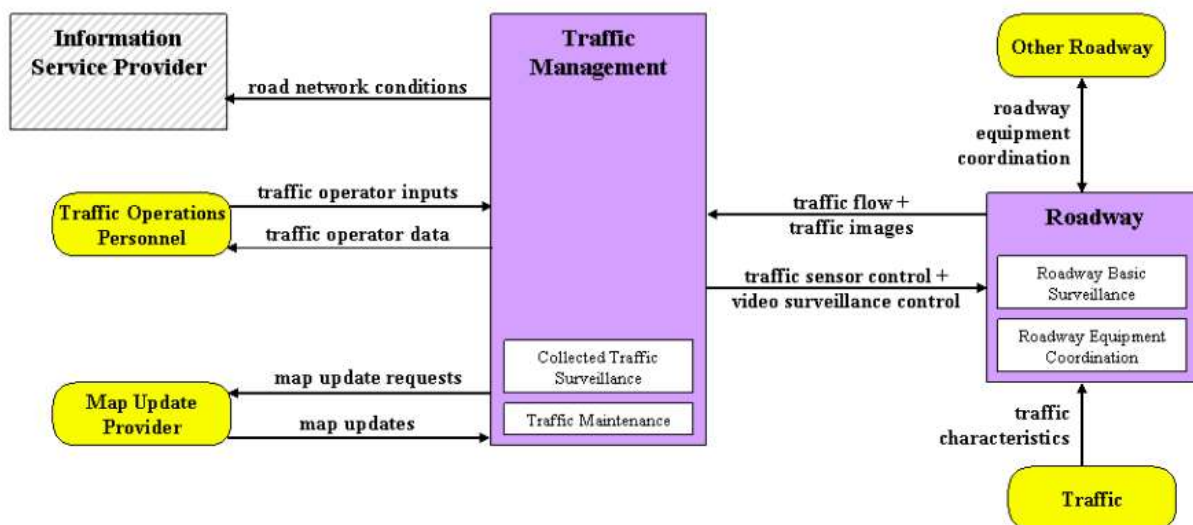 Information
Service Provider
Traffic
Management
Other Roadway
road network conditions
roadway
equipment
coordination
traffic operator inputs
Traffic Operations
Personnel
traffic operator data
traffic flow +
traffic images
Roadway
traffic sensor control +
video surveillance control
Roadway Basic
Surveillance
Roadway Equipment
Coordination
Collected Traffic
Surveillance
Traffic Maintenance
map update requests
Map Update
Provider
map updates
traffic
characteristics
Traffic